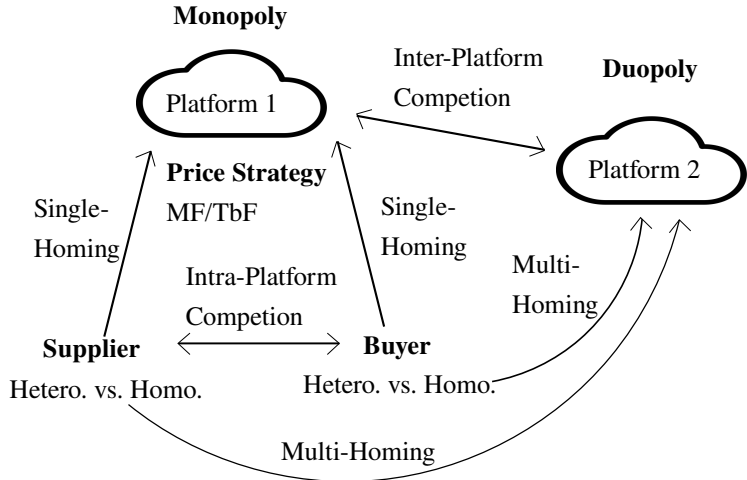 Monopoly
Platform 1
Inter-Platform
Competion
Duopoly
Platform 2
Price Strategy
MF/TbF
Single-
Homing
Single-
Homing
Multi-
Homing
Intra-Platform
Competion
Supplier
Hetero. vs. Homo.
Buyer
Hetero. vs. Homo.
Multi-Homing